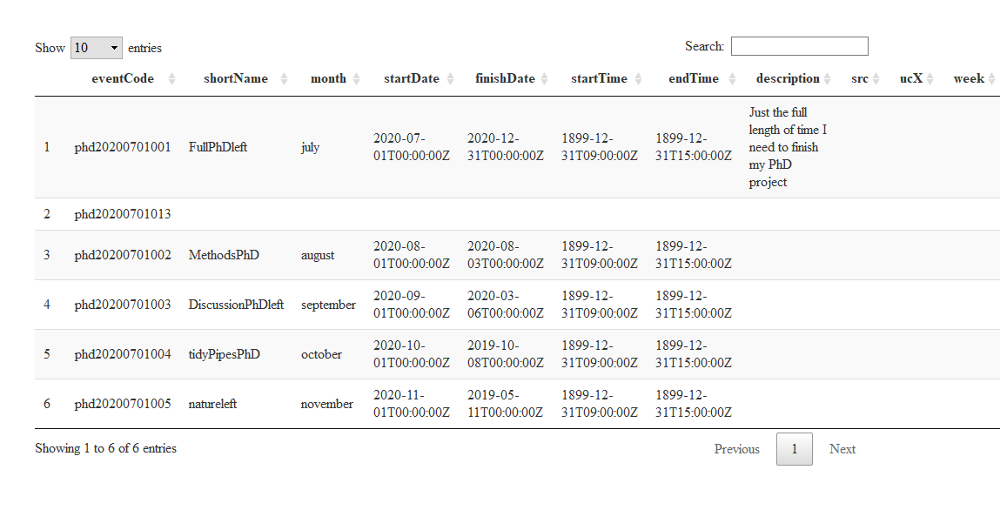 Show 10 entries Search:
eventCode shortName month startDate finishDate startTime endTime description src ucX week
1 phd20200701001 FullPhDleft july 2020-07-01T00:00:00Z 2020-12-31T00:00:00Z 1899-12-31T09:00:00Z 1899-12-31T15:00:00Z Just the full length of time I need to finish my PhD project
2 phd20200701013
3 phd20200701002 MethodsPhD august 2020-08-01T00:00:00Z 2020-08-03T00:00:00Z 1899-12-31T09:00:00Z 1899-12-31T15:00:00Z
4 phd20200701003 DiscussionPhDleft september 2020-09-01T00:00:00Z 2020-03-06T00:00:00Z 1899-12-31T09:00:00Z 1899-12-31T15:00:00Z
5 phd20200701004 tidyPipesPhD october 2020-10-01T00:00:00Z 2019-10-08T00:00:00Z 1899-12-31T09:00:00Z 1899-12-31T15:00:00Z
6 phd20200701005 natureleft november 2020-11-01T00:00:00Z 2019-05-11T00:00:00Z 1899-12-31T09:00:00Z 1899-12-31T15:00:00Z
Showing 1 to 6 of 6 entries Previous 1 Next